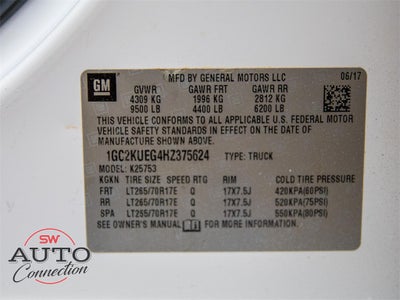 GM
MFD BY GENERAL MOTORS LLC 06/17
GVWR GAWR FRT GAWR RR
4309 KG 1996 KG 2812 KG
9500 LB 4400 LB 6200 LB
THIS VEHICLE CONFORMS TO ALL APPLICABLE U.S. FEDERAL MOTOR
VEHICLE SAFETY STANDARDS IN EFFECT ON THE DATE OF
MANUFACTURE SHOWN ABOVE.
1GC2KUEG4HZ375624 TYPE: TRUCK
MODEL: K25753
KGKN TIRE SIZE SPEED RTG RIM COLD TIRE PRESSURE
FRT LT265/70R17E Q 17X7.5J 420KPA(60PSI)
RR LT265/70R17E Q 17X7.5J 520KPA(75PSI)
SPA LT265/70R17E Q 17X7.5J 550KPA(80PSI)
SEE OWNER'S MANUAL FOR MORE INFORMATION.
SW
AUTO
Connection